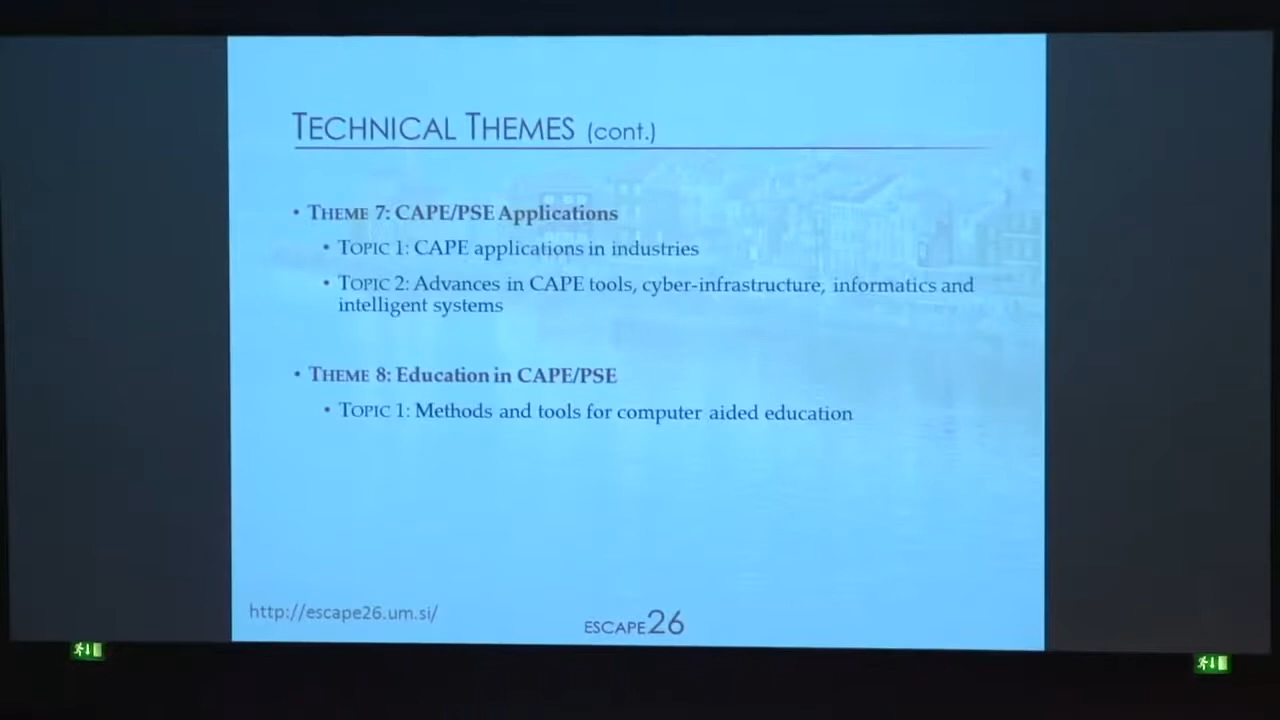 TECHNICAL THEMES (cont.)
• THEME 7: CAPE/PSE Applications
• TOPIC 1: CAPE applications in industries
• TOPIC 2: Advances in CAPE tools, cyber-infrastructure, informatics and
intelligent systems
• THEME 8: Education in CAPE/PSE
• TOPIC 1: Methods and tools for computer aided education
http://escape26.um.si/
ESCAPE26